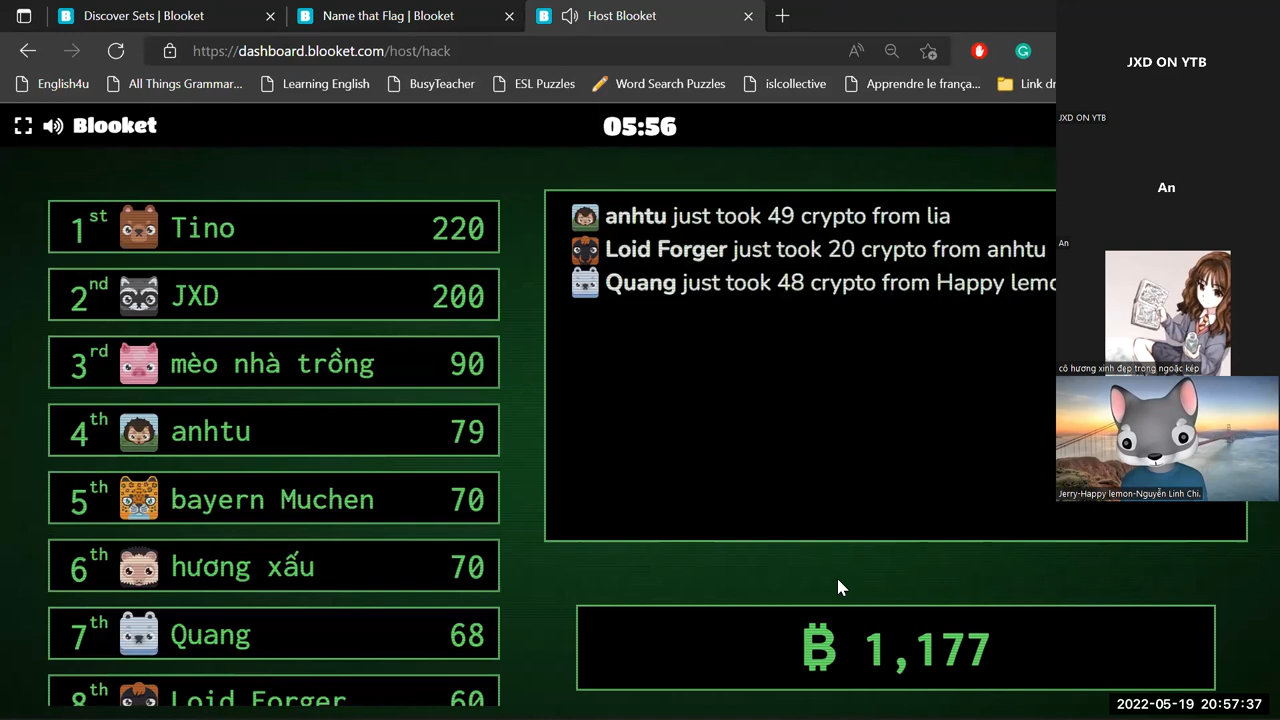 Discover Sets | Blooket
Name that Flag | Blooket
Host Blooket
https://dashboard.blooket.com/host/hack
English4u
All Things Grammar...
Learning English
BusyTeacher
ESL Puzzles
Word Search Puzzles
islcollective
Apprendre le frança...
Link dr
Blooket
05:56
1st Tino 220
2nd JXD 200
3rd mèo nhà trồng 90
4th anhtu 79
5th bayern Muchen 70
6th hương xấu 70
7th Quang 68
8th Loid Forger 60
anhtu just took 49 crypto from lia
Loid Forger just took 20 crypto from anhtu
Quang just took 48 crypto from Happy lemo
₿ 1,177
JXD ON YTB
JXD ON YTB
An
An
cô hương xinh đẹp trong ngoặc kép
Jerry-Happy lemon-Nguyễn Linh Chi.
2022-05-19 20:57:37